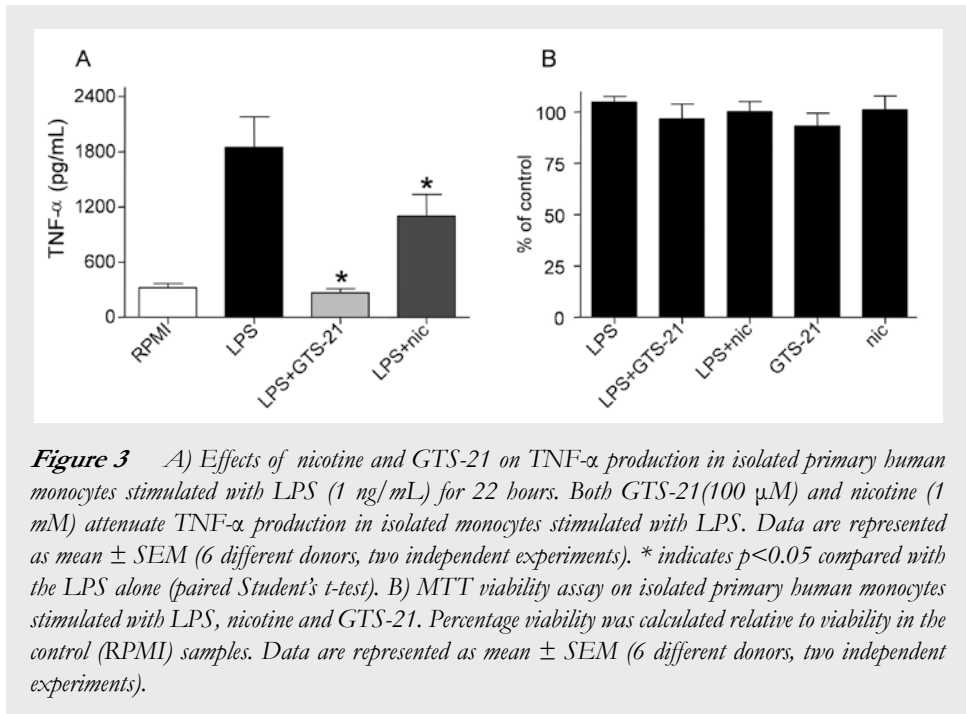 A
2400
1800
1200
600
0
TNF-α (pg/mL)
*
*
RPMI
LPS
LPS+GTS-21
LPS+nic
B
100
75
50
25
0
% of control
LPS
LPS+GTS-21
LPS+nic
GTS-21
nic
Figure 3 A) Effects of nicotine and GTS-21 on TNF-α production in isolated primary human
monocytes stimulated with LPS (1 ng/mL) for 22 hours. Both GTS-21(100 μM) and nicotine (1
mM) attenuate TNF-α production in isolated monocytes stimulated with LPS. Data are represented
as mean ± SEM (6 different donors, two independent experiments). * indicates p<0.05 compared with
the LPS alone (paired Student's t-test). B) MTT viability assay on isolated primary human monocytes
stimulated with LPS, nicotine and GTS-21. Percentage viability was calculated relative to viability in the
control (RPMI) samples. Data are represented as mean ± SEM (6 different donors, two independent
experiments).